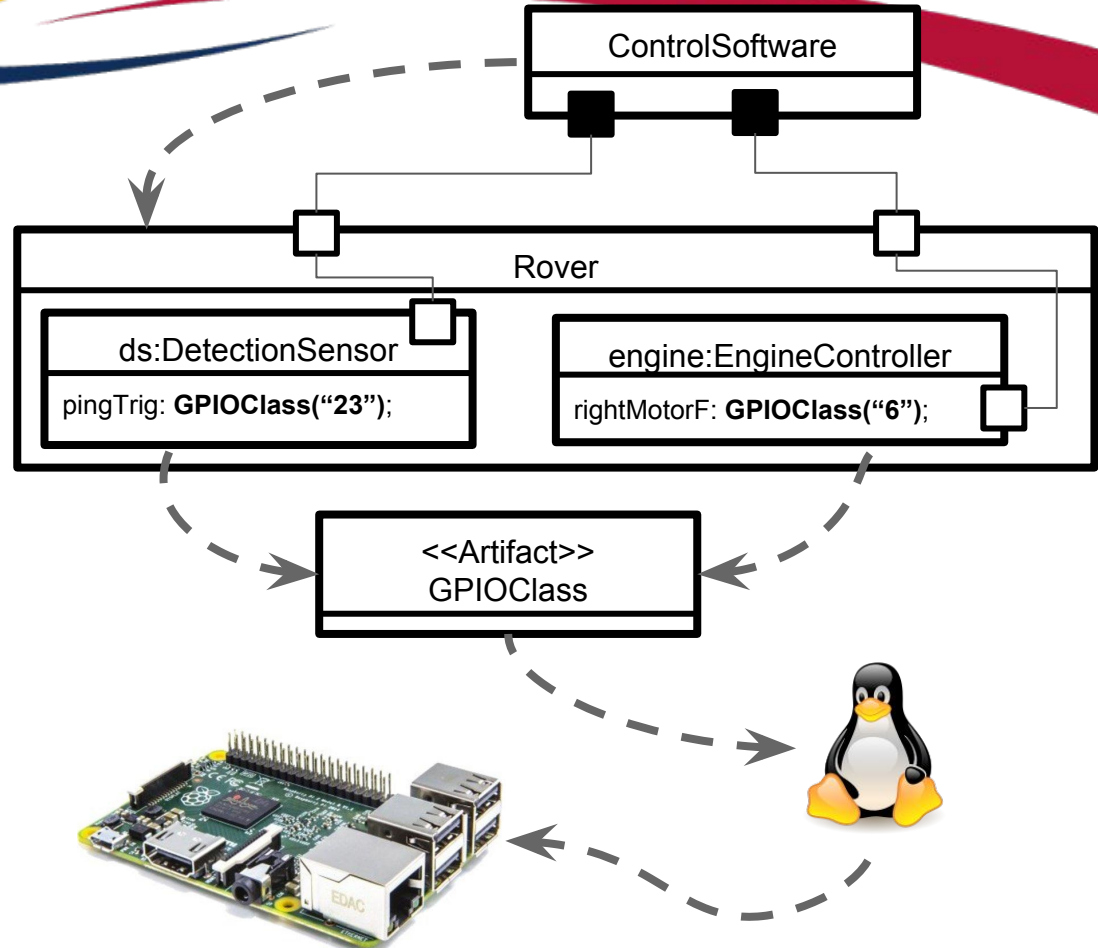 ControlSoftware
Rover
ds:DetectionSensor
pingTrig: GPIOClass(“23”);
engine:EngineController
rightMotorF: GPIOClass(“6”);
<<Artifact>>
GPIOClass
EDAC